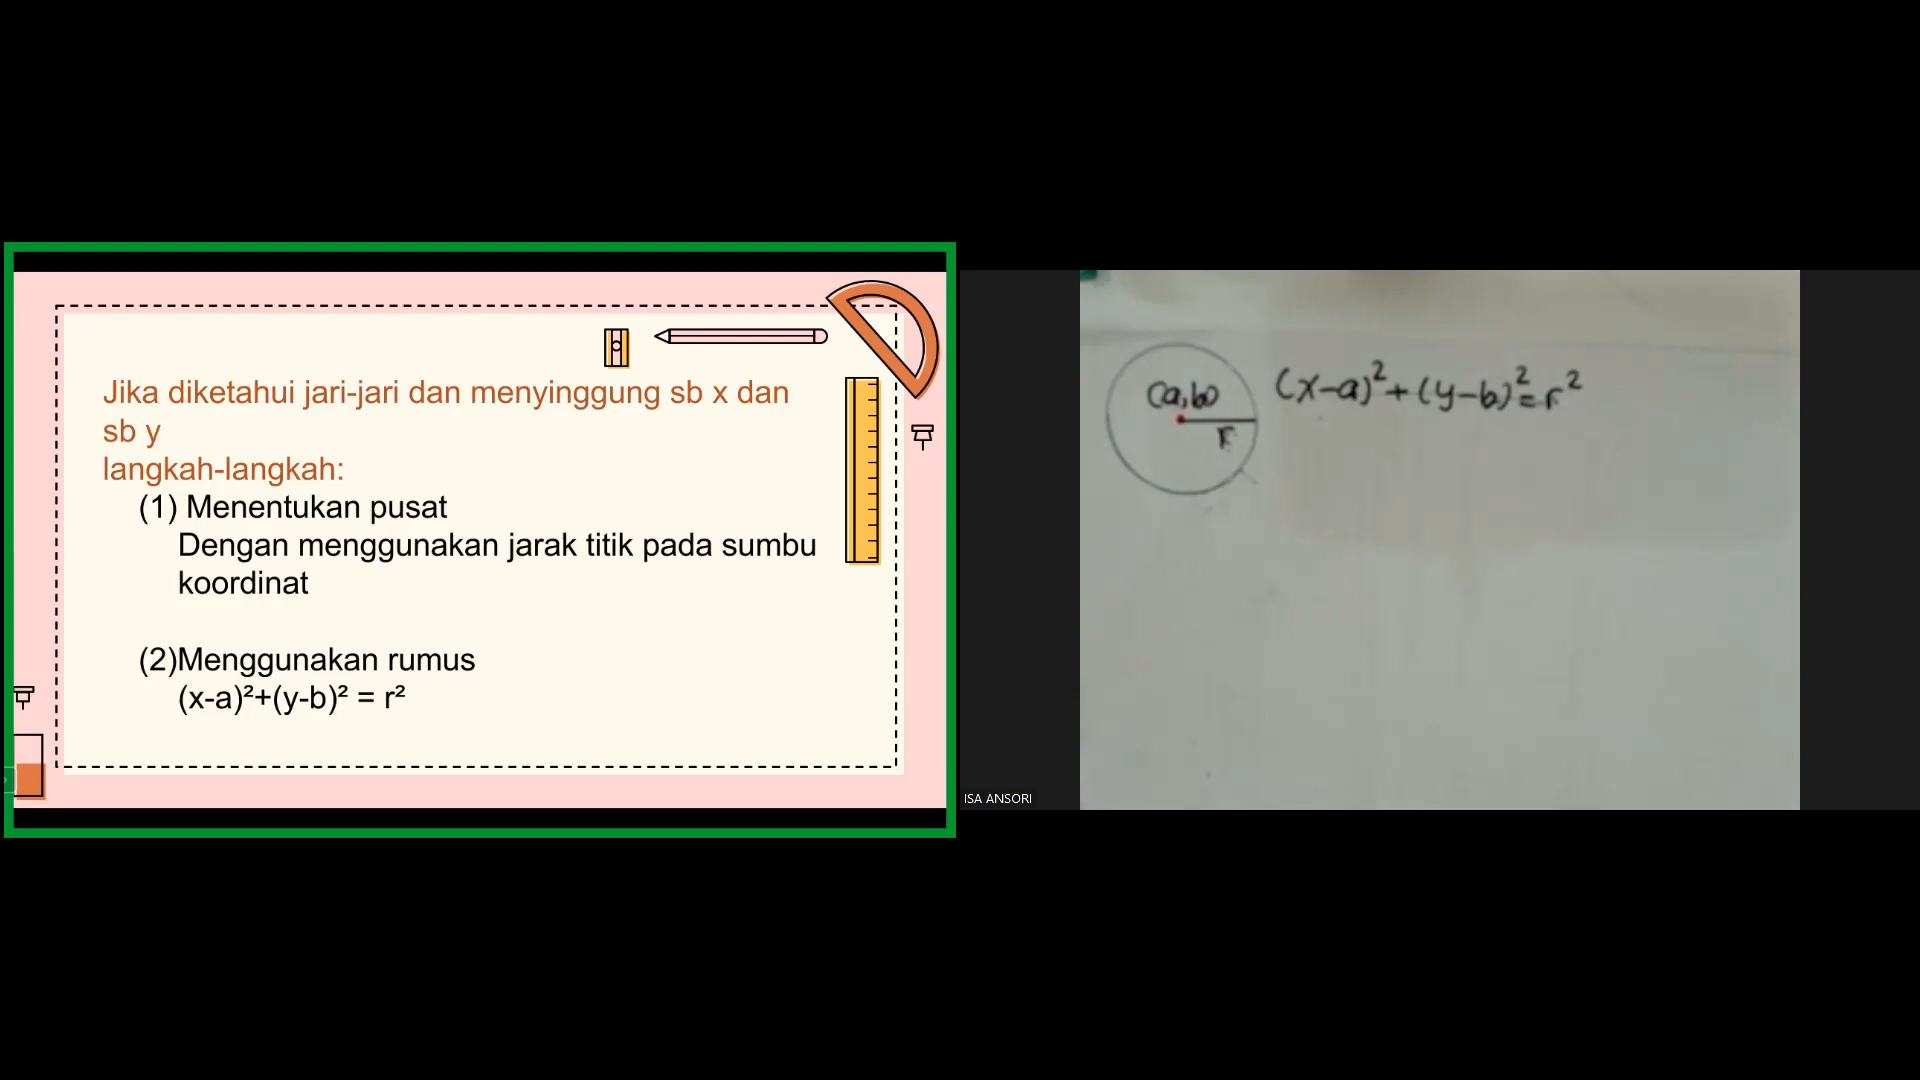 Jika diketahui jari-jari dan menyinggung sb x dan
sb y
langkah-langkah:
(1) Menentukan pusat
Dengan menggunakan jarak titik pada sumbu
koordinat
(2)Menggunakan rumus
(x-a)²+(y-b)² = r²
(a,b)
r
(x-a)²+(y-b)²=r²
ISA ANSORI